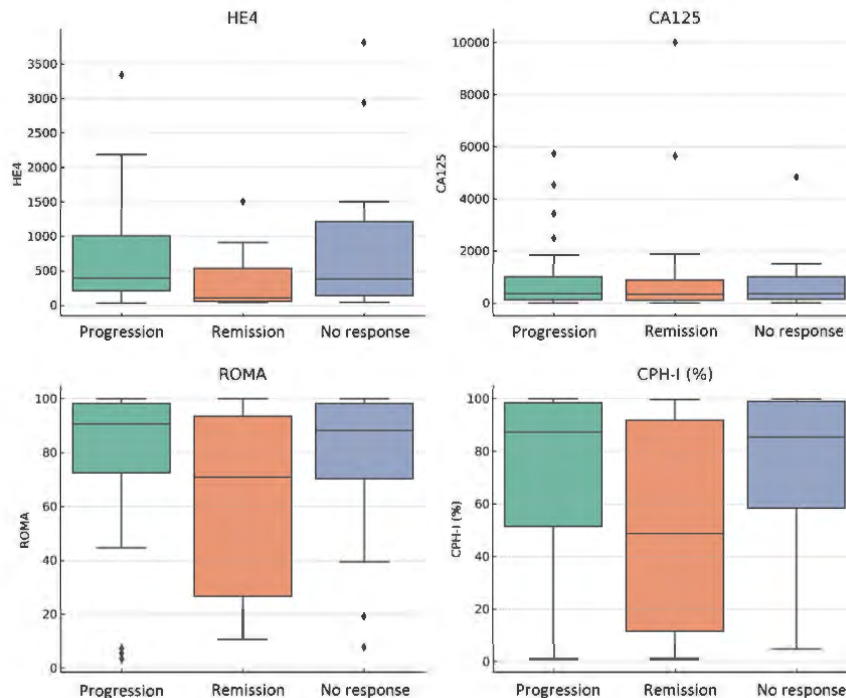 HE4
CA125
3500
3000
2500
2000
1500
1000
500
0
HE4
Progression
Remission
No response
10000
8000
6000
4000
2000
0
CA125
Progression
Remission
No response
ROMA
CPH-I (%)
100
80
60
40
20
0
ROMA
Progression
Remission
No response
100
80
60
40
20
0
CPH-I (%)
Progression
Remission
No response